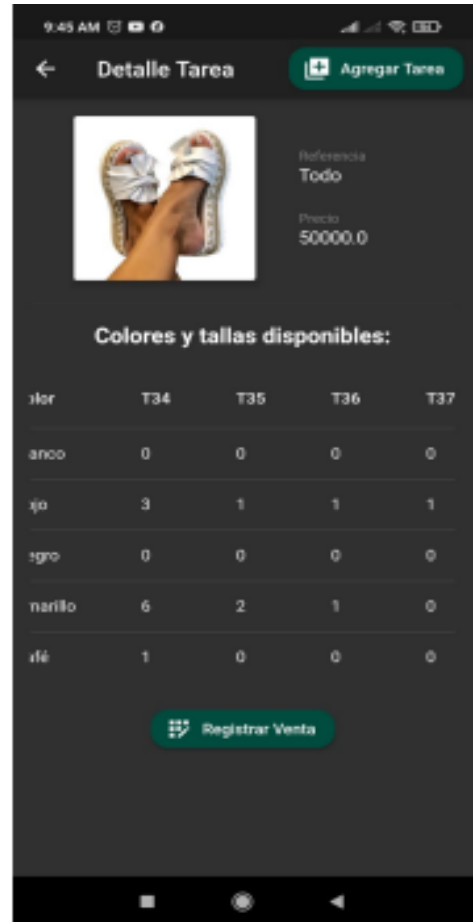 9:45 AM
Detalle Tarea
Agregar Tarea
Referencia
Todo
Precio
50000.0
Colores y tallas disponibles:
olor T34 T35 T36 T37
anco 0 0 0 0
ojo 3 1 1 1
egro 0 0 0 0
marillo 6 2 1 0
afé 1 0 0 0
Registrar Venta